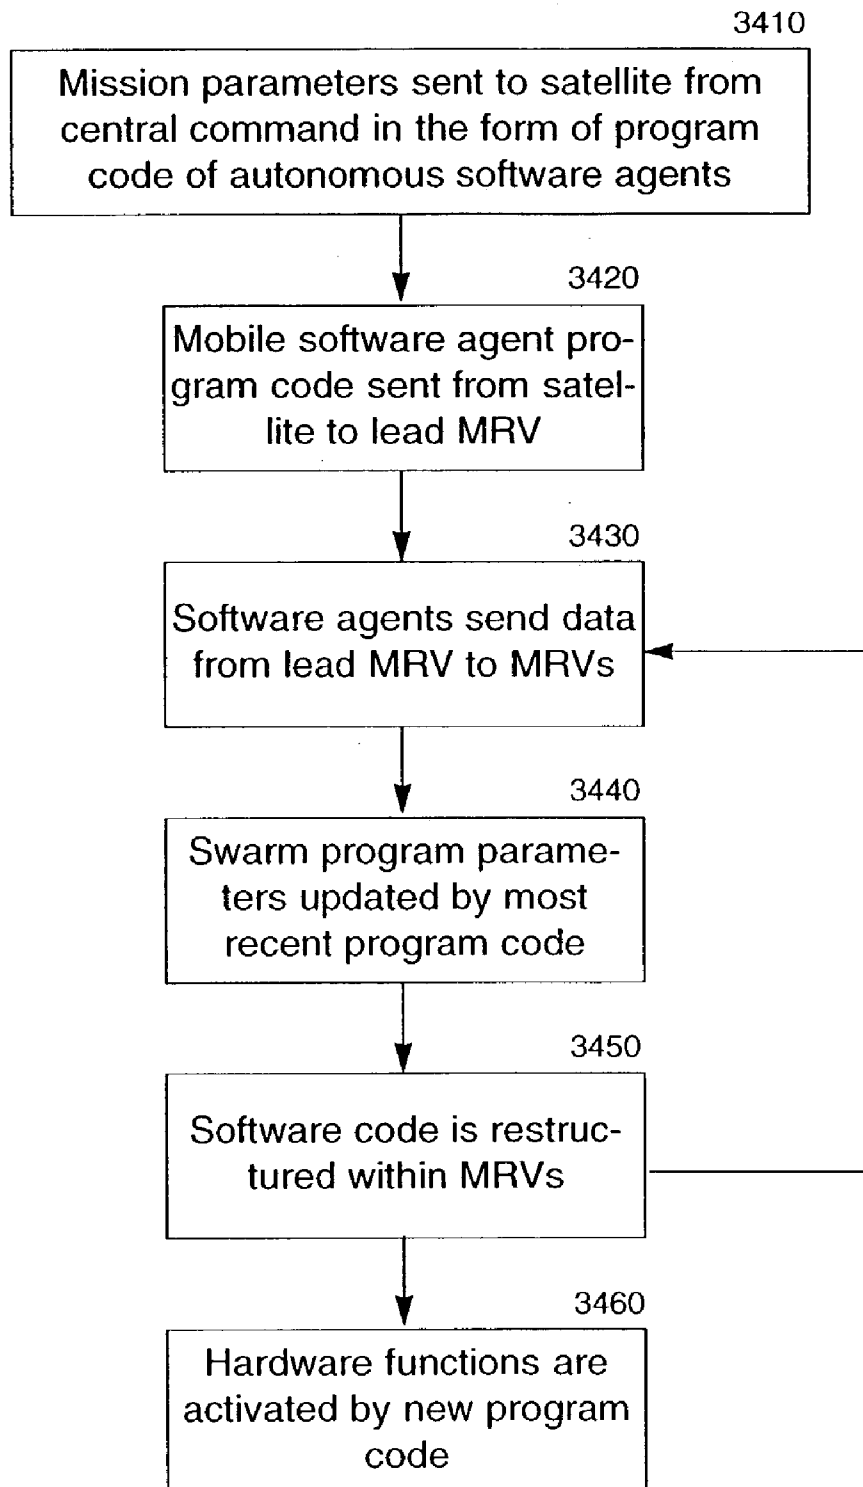 3410
Mission parameters sent to satellite from
central command in the form of program
code of autonomous software agents
3420
Mobile software agent pro-
gram code sent from satel-
lite to lead MRV
3430
Software agents send data
from lead MRV to MRVs
3440
Swarm program parame-
ters updated by most
recent program code
3450
Software code is restruc-
tured within MRVs
3460
Hardware functions are
activated by new program
code